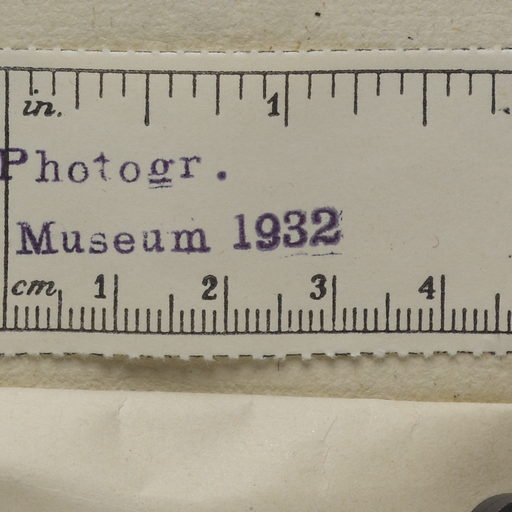 in. 1
Photogr.
Museum 1932
cm 1 2 3 4